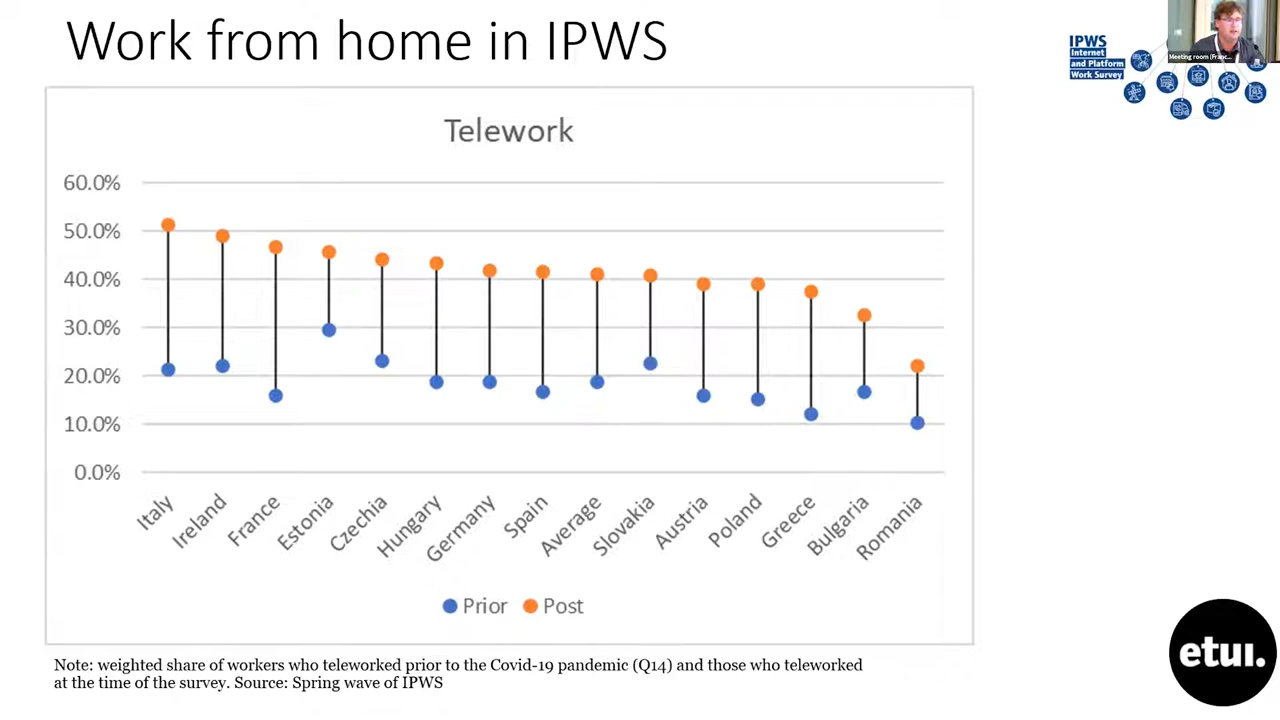 Work from home in IPWS
IPWS
Internet
and Platform
Work Survey
Meeting room (Franc...
Telework
60.0%
50.0%
40.0%
30.0%
20.0%
10.0%
0.0%
Italy
Ireland
France
Estonia
Czechia
Hungary
Germany
Spain
Average
Slovakia
Austria
Poland
Greece
Bulgaria
Romania
Prior
Post
Note: weighted share of workers who teleworked prior to the Covid-19 pandemic (Q14) and those who teleworked
at the time of the survey. Source: Spring wave of IPWS
etui.